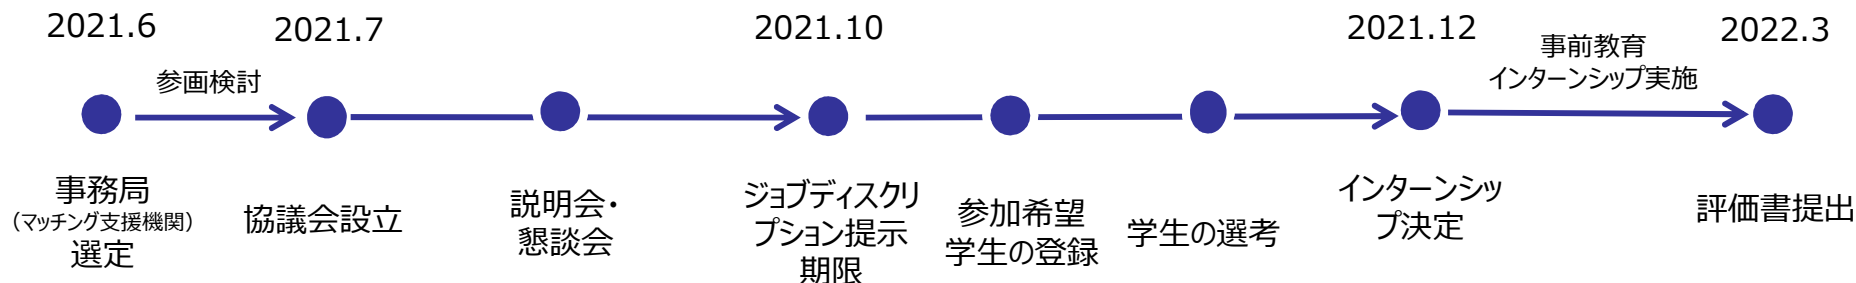 2021.6
2021.7
2021.10
2021.12
2022.3
参画検討
事前教育
インターンシップ実施
事務局
（マッチング支援機関）
選定
協議会設立
説明会・
懇談会
ジョブディスクリ
プション提示
期限
参加希望
学生の登録
学生の選考
インターンシッ
プ決定
評価書提出